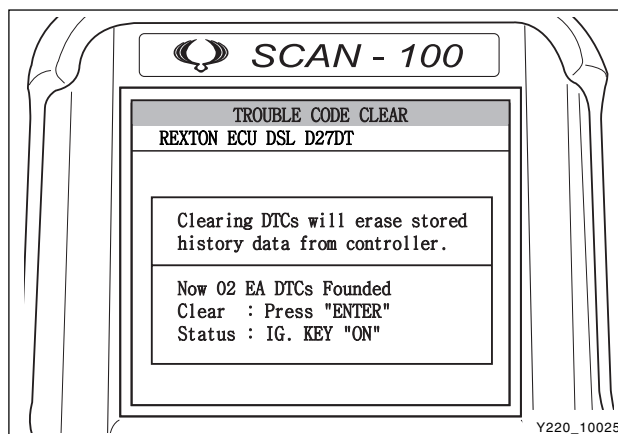 SCAN - 100
TROUBLE CODE CLEAR
REXTON ECU DSL D27DT
Clearing DTCs will erase stored
history data from controller.
Now 02 EA DTCs Founded
Clear : Press "ENTER"
Status : IG. KEY "ON"
Y220_10025